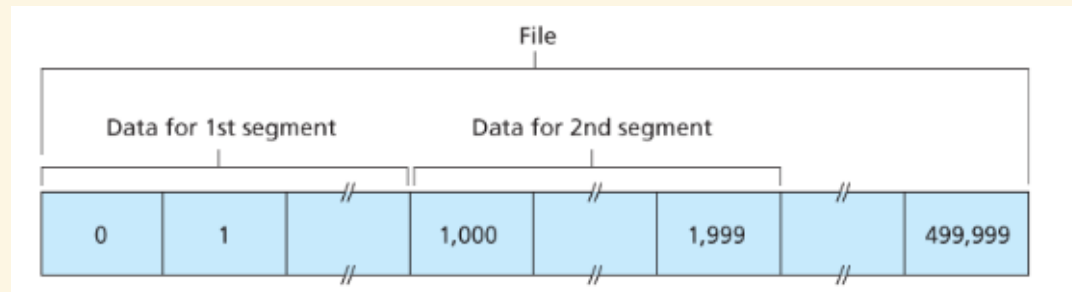 File
Data for 1st segment Data for 2nd segment
0 1 1,000 1,999 499,999